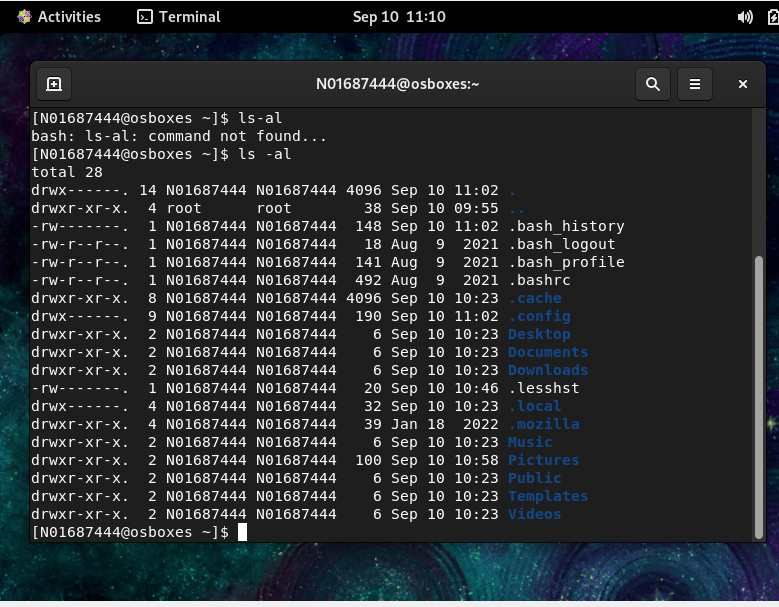 Activities Terminal Sep 10 11:10
N01687444@osboxes:~
[N01687444@osboxes ~]$ ls-al
bash: ls-al: command not found...
[N01687444@osboxes ~]$ ls -al
total 28
drwx------. 14 N01687444 N01687444 4096 Sep 10 11:02 .
drwxr-xr-x.  4 root      root        38 Sep 10 09:55 ..
-rw-------.  1 N01687444 N01687444  148 Sep 10 11:02 .bash_history
-rw-r--r--.  1 N01687444 N01687444   18 Aug  9  2021 .bash_logout
-rw-r--r--.  1 N01687444 N01687444  141 Aug  9  2021 .bash_profile
-rw-r--r--.  1 N01687444 N01687444  492 Aug  9  2021 .bashrc
drwxr-xr-x.  8 N01687444 N01687444 4096 Sep 10 10:23 .cache
drwx------.  9 N01687444 N01687444  190 Sep 10 11:02 .config
drwxr-xr-x.  2 N01687444 N01687444    6 Sep 10 10:23 Desktop
drwxr-xr-x.  2 N01687444 N01687444    6 Sep 10 10:23 Documents
drwxr-xr-x.  2 N01687444 N01687444    6 Sep 10 10:23 Downloads
-rw-------.  1 N01687444 N01687444   20 Sep 10 10:46 .lesshst
drwx------.  4 N01687444 N01687444   32 Sep 10 10:23 .local
drwxr-xr-x.  4 N01687444 N01687444   39 Jan 18  2022 .mozilla
drwxr-xr-x.  2 N01687444 N01687444    6 Sep 10 10:23 Music
drwxr-xr-x.  2 N01687444 N01687444  100 Sep 10 10:58 Pictures
drwxr-xr-x.  2 N01687444 N01687444    6 Sep 10 10:23 Public
drwxr-xr-x.  2 N01687444 N01687444    6 Sep 10 10:23 Templates
drwxr-xr-x.  2 N01687444 N01687444    6 Sep 10 10:23 Videos
[N01687444@osboxes ~]$